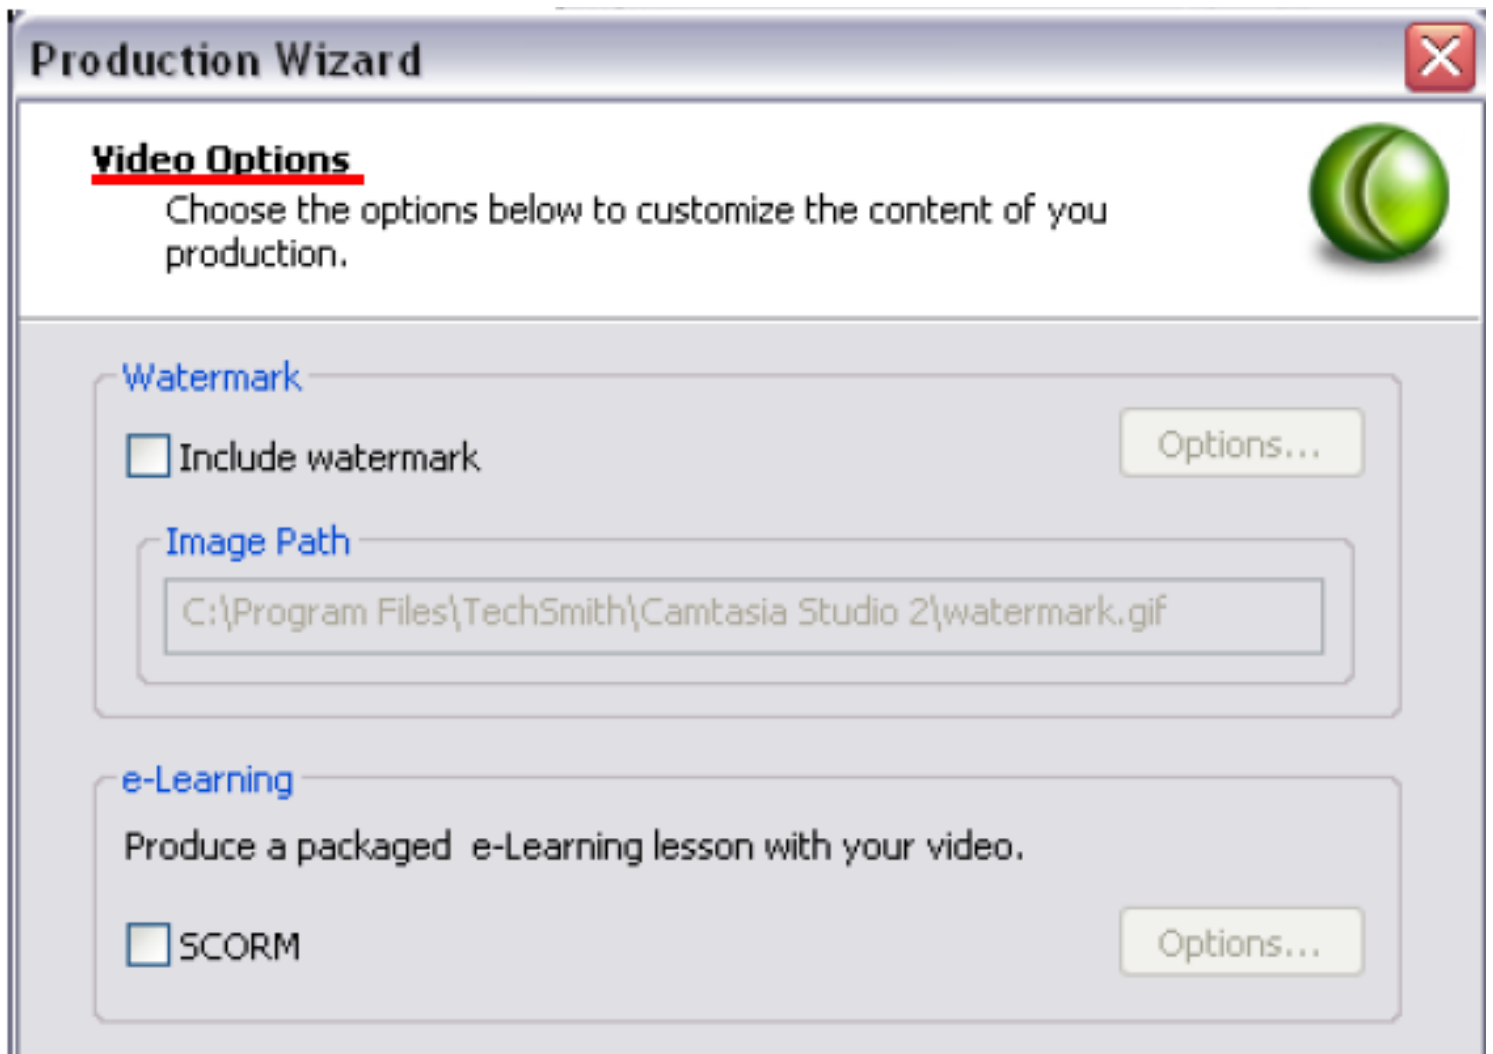 Production Wizard
Video Options
Choose the options below to customize the content of you
production.
Watermark
Include watermark
Options...
Image Path
C:\Program Files\TechSmith\Camtasia Studio 2\watermark.gif
e-Learning
Produce a packaged  e-Learning lesson with your video.
SCORM
Options...